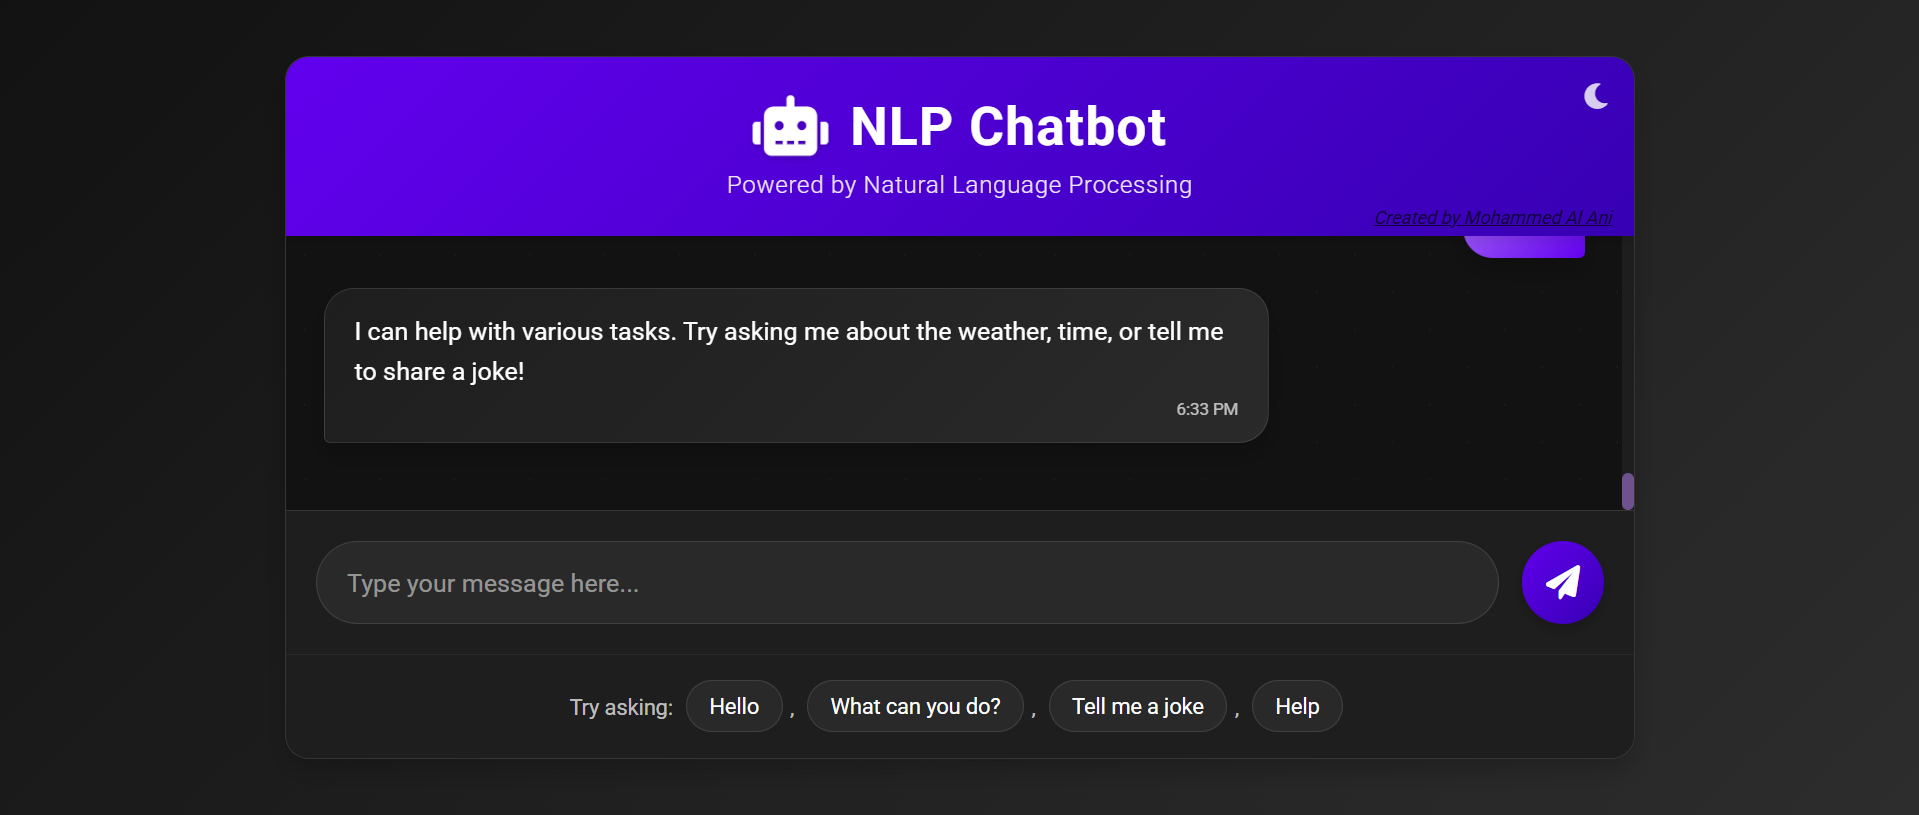 NLP Chatbot
Powered by Natural Language Processing
Created by Mohammed Al Ani
I can help with various tasks. Try asking me about the weather, time, or tell me
to share a joke!
6:33 PM
Type your message here...
Try asking: Hello , What can you do? , Tell me a joke , Help